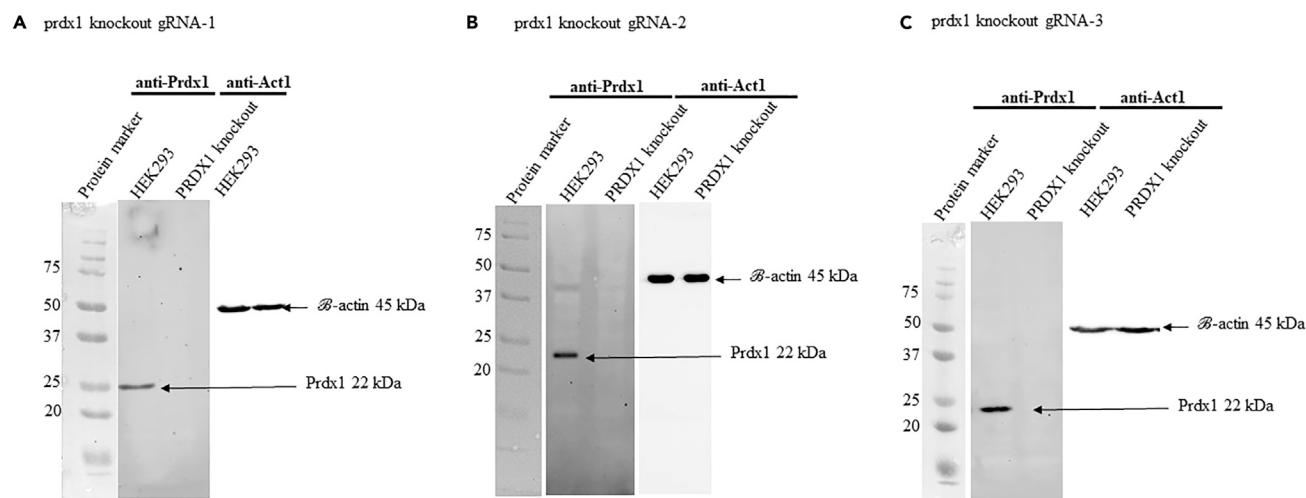 A prdx1 knockout gRNA-1
anti-Prdx1 anti-Act1
Protein marker
HEK293
PRDX1 knockout
HEK293
75
50
37
25
20
ℬ-actin 45 kDa
Prdx1 22 kDa
B prdx1 knockout gRNA-2
anti-Prdx1 anti-Act1
Protein marker
HEK293
PRDX1 knockout
HEK293
PRDX1 knockout
75
50
37
25
20
ℬ-actin 45 kDa
Prdx1 22 kDa
C prdx1 knockout gRNA-3
anti-Prdx1 anti-Act1
Protein marker
HEK293
PRDX1 knockout
HEK293
PRDX1 knockout
75
50
37
25
20
ℬ-actin 45 kDa
Prdx1 22 kDa